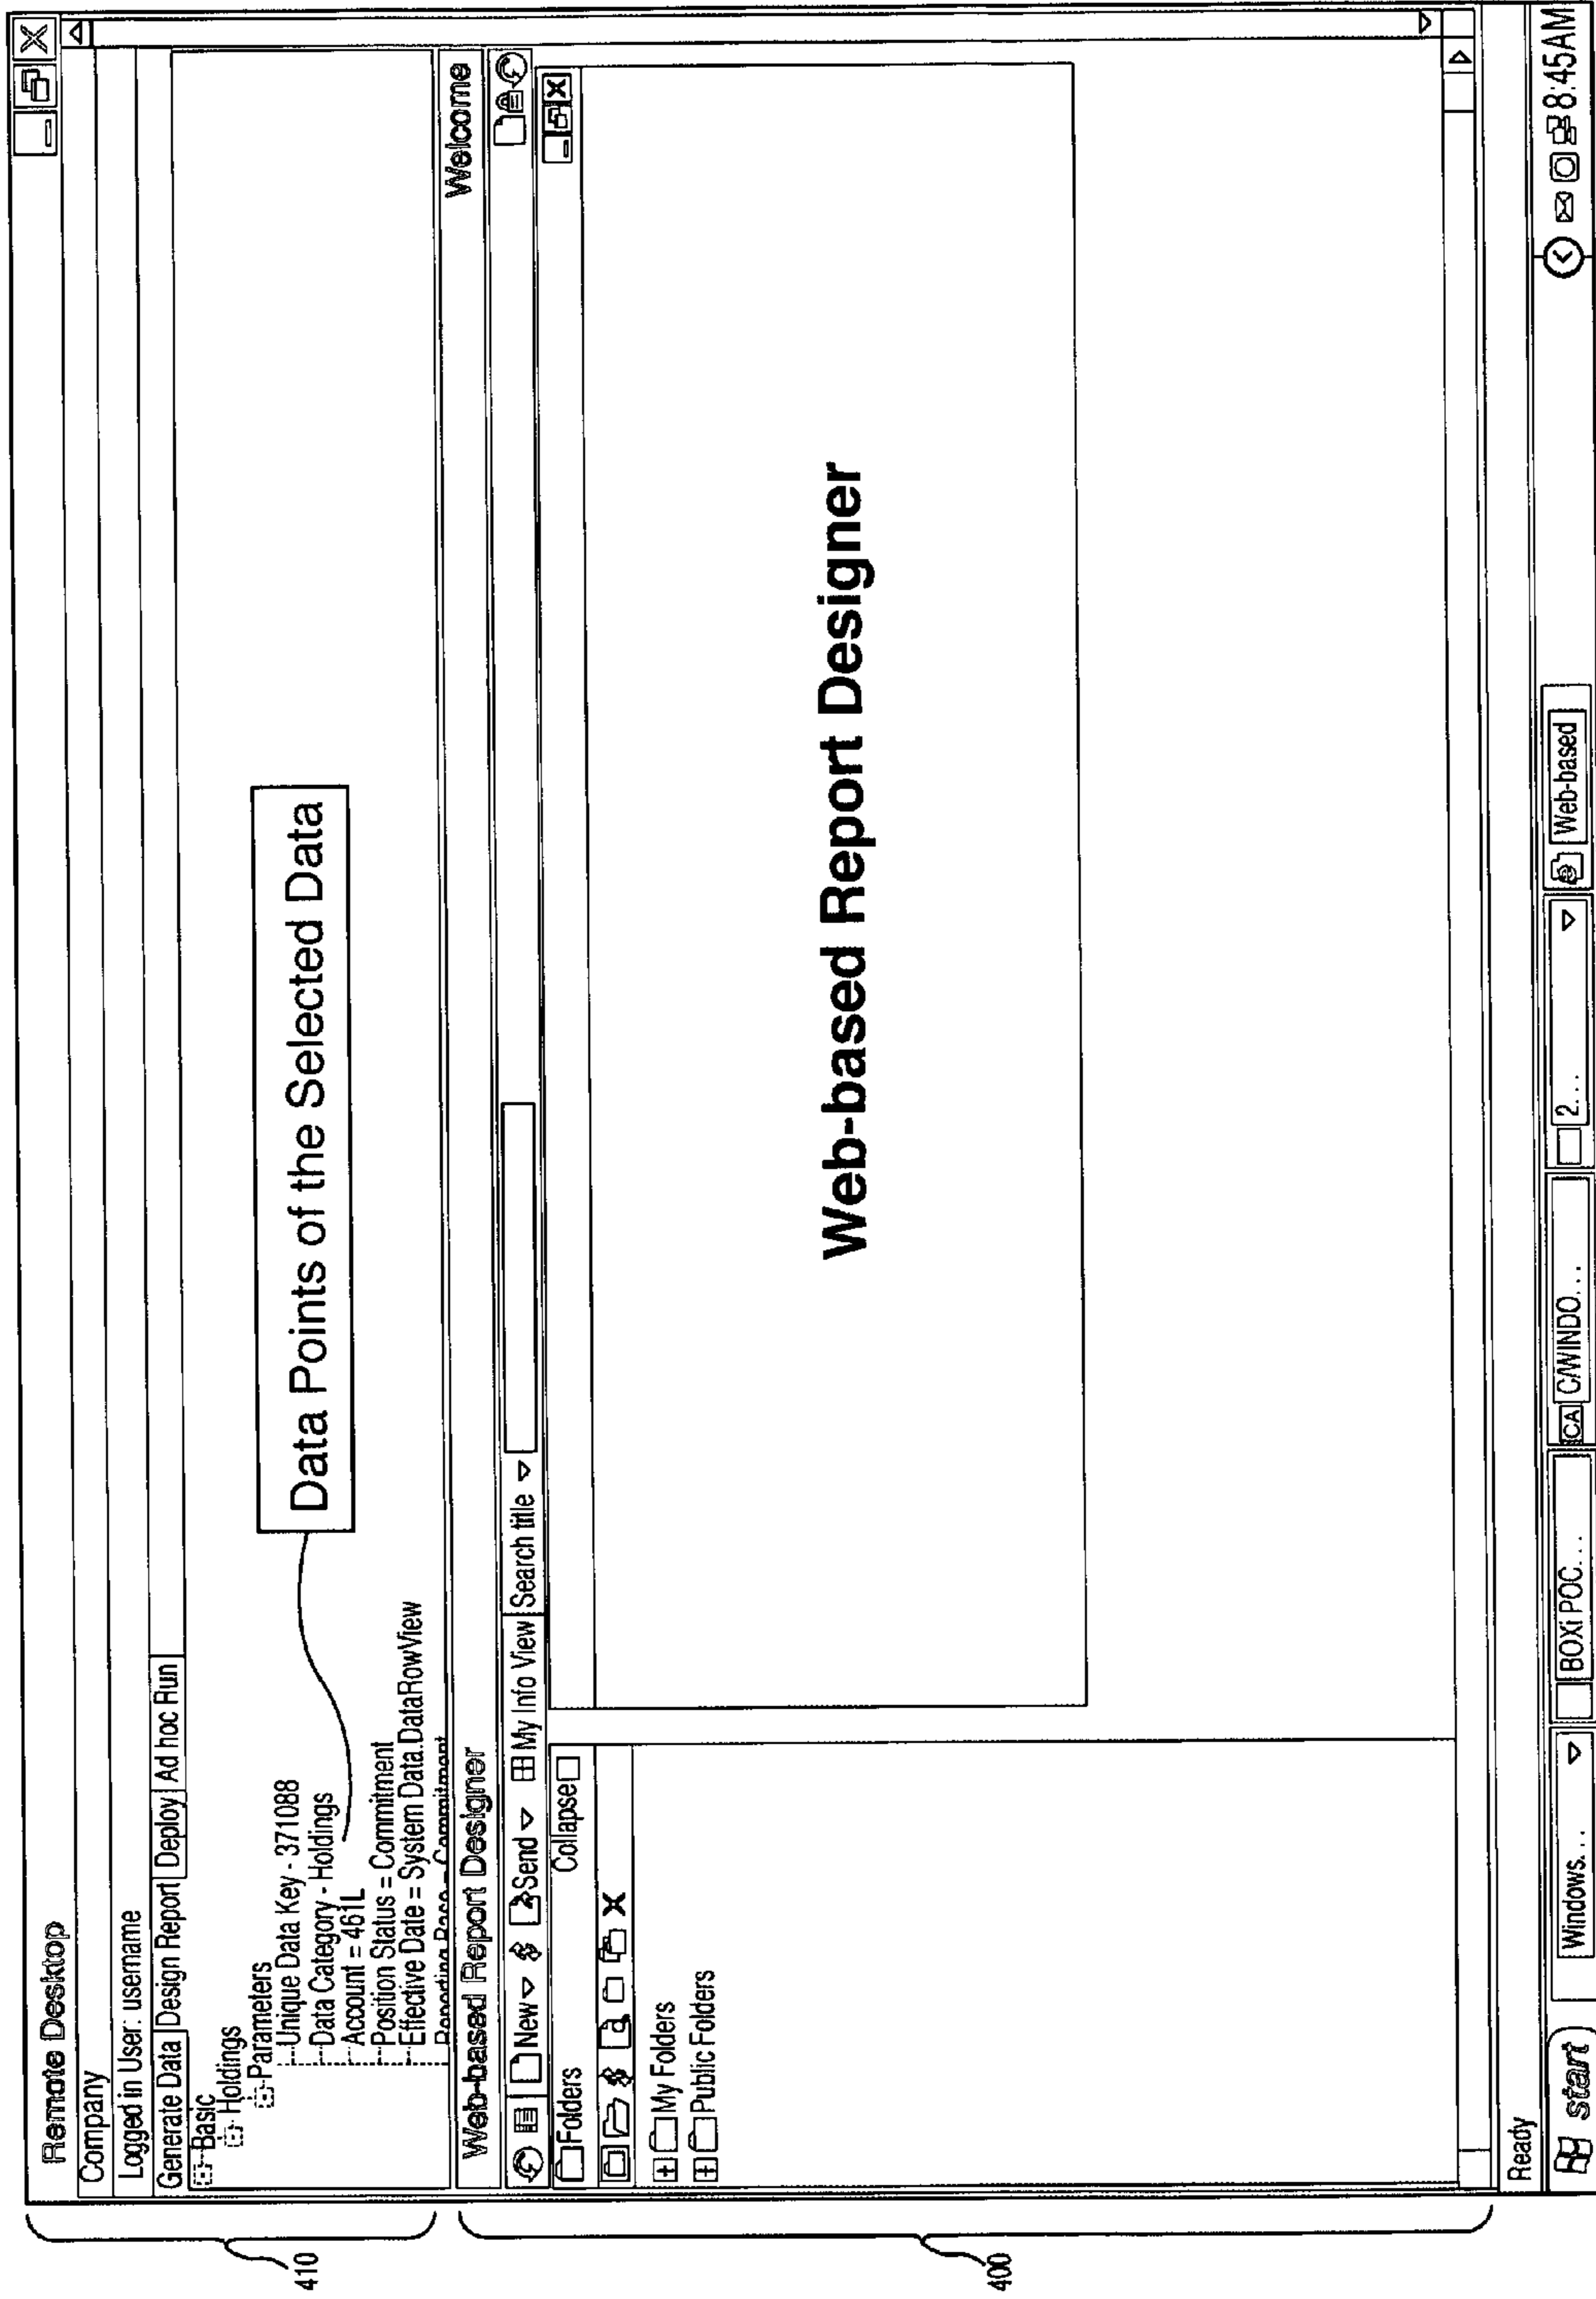 Remote Desktop
Company
Logged in User: username
Generate Data Design Report Deploy Ad hoc Run
Basic
Holdings
Parameters
Unique Data Key - 371088
Data Category - Holdings
Account = 461L
Position Status = Commitment
Effective Date = System Data.DataRowView
Reporting Base = Commitment
Data Points of the Selected Data
410
Web-based Report Designer Welcome
New Send My Info View Search title
Folders Collapse
My Folders
Public Folders
Web-based Report Designer
400
Ready
start Windows... BOXi POC... CA C/WINDO... 2... Web-based 8:45AM